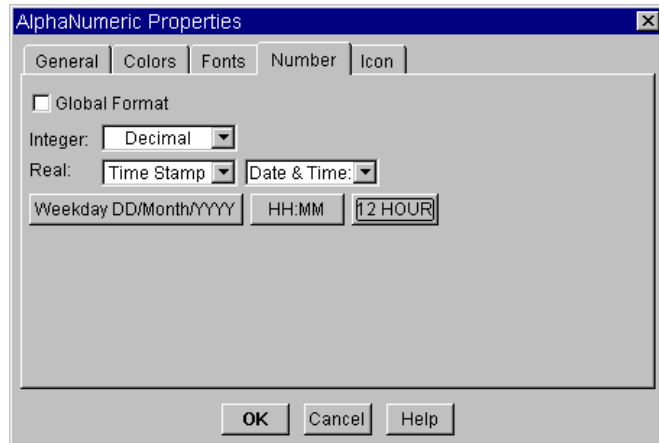 AlphaNumeric Properties
General Colors Fonts Number Icon
Global Format
Integer: Decimal
Real: Time Stamp Date & Time:
Weekday DD/Month/YYYY HH:MM 12 HOUR
OK Cancel Help